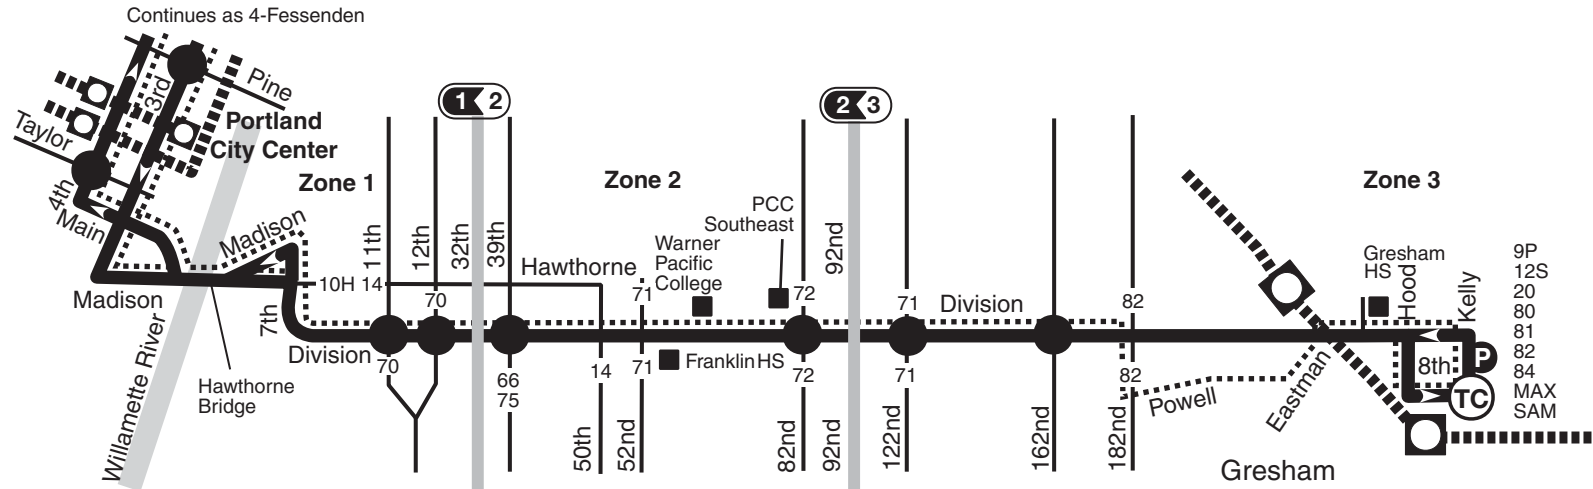 Continues as 4-Fessenden
Pine
3rd
Taylor
4th
Main
Portland
City Center
Zone 1
1 2
Zone 2
2 3
Zone 3
Madison
Madison
7th
Willamette River
Hawthorne
Bridge
Division
11th
12th
32th
39th
Hawthorne
10H 14
70
70
66
75
14
50th
71
71
52nd
Warner
Pacific
College
PCC
Southeast
Franklin HS
72
72
82nd
92nd
92nd
71
71
122nd
Division
162nd
82
82
182nd
Powell
Eastman
Gresham
HS
Hood
Kelly
8th
P
TC
Gresham
9P
12S
20
80
81
82
84
MAX
SAM